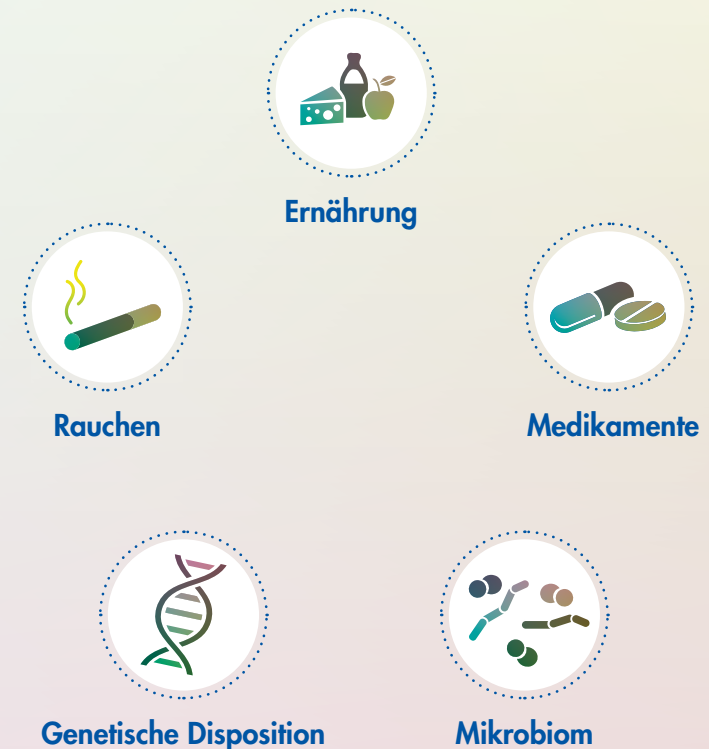 Ernährung
Rauchen
Medikamente
Genetische Disposition
Mikrobiom